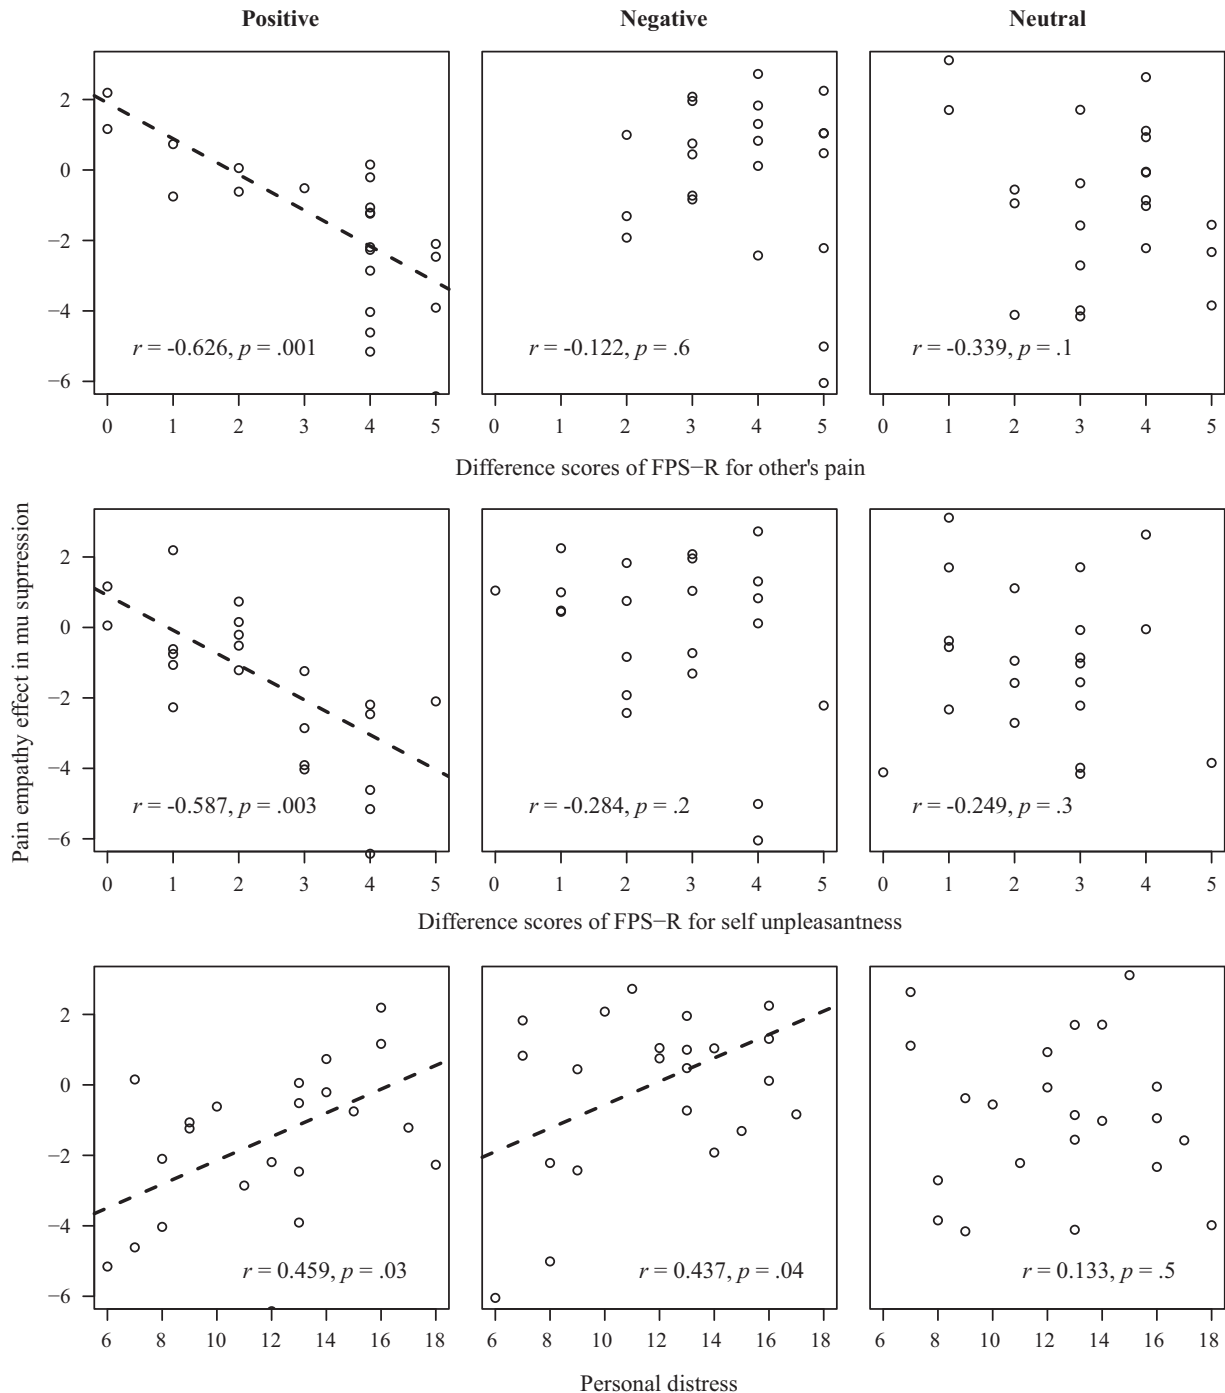 Positive Negative Neutral
2
0
−2
−4
−6
r = -0.626, p = .001 r = -0.122, p = .6 r = -0.339, p = .1
0 1 2 3 4 5 0 1 2 3 4 5 0 1 2 3 4 5
Difference scores of FPS−R for other's pain
Pain empathy effect in mu suprression
2
0
−2
−4
−6
r = -0.587, p = .003 r = -0.284, p = .2 r = -0.249, p = .3
0 1 2 3 4 5 0 1 2 3 4 5 0 1 2 3 4 5
Difference scores of FPS−R for self unpleasantness
2
0
−2
−4
−6
r = 0.459, p = .03 r = 0.437, p = .04 r = 0.133, p = .5
6 8 10 12 14 16 18 6 8 10 12 14 16 18 6 8 10 12 14 16 18
Personal distress